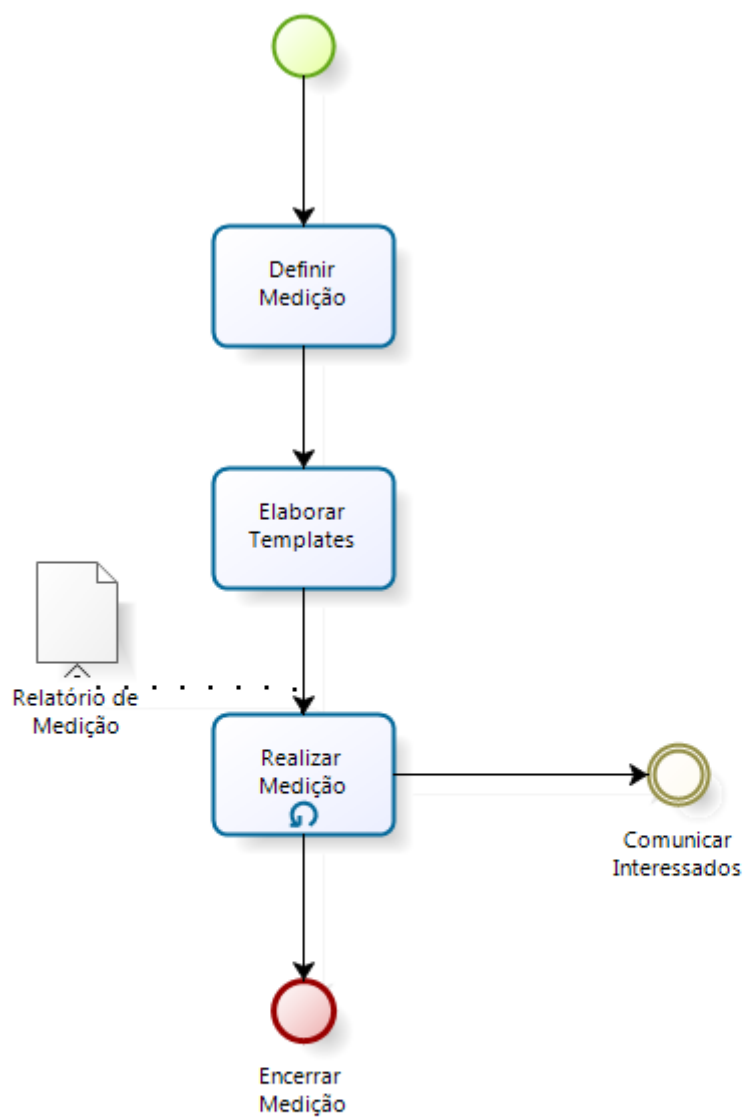 Definir
Medição
Elaborar
Templates
Relatório de
Medição
Realizar
Medição
Comunicar
Interessados
Encerrar
Medição